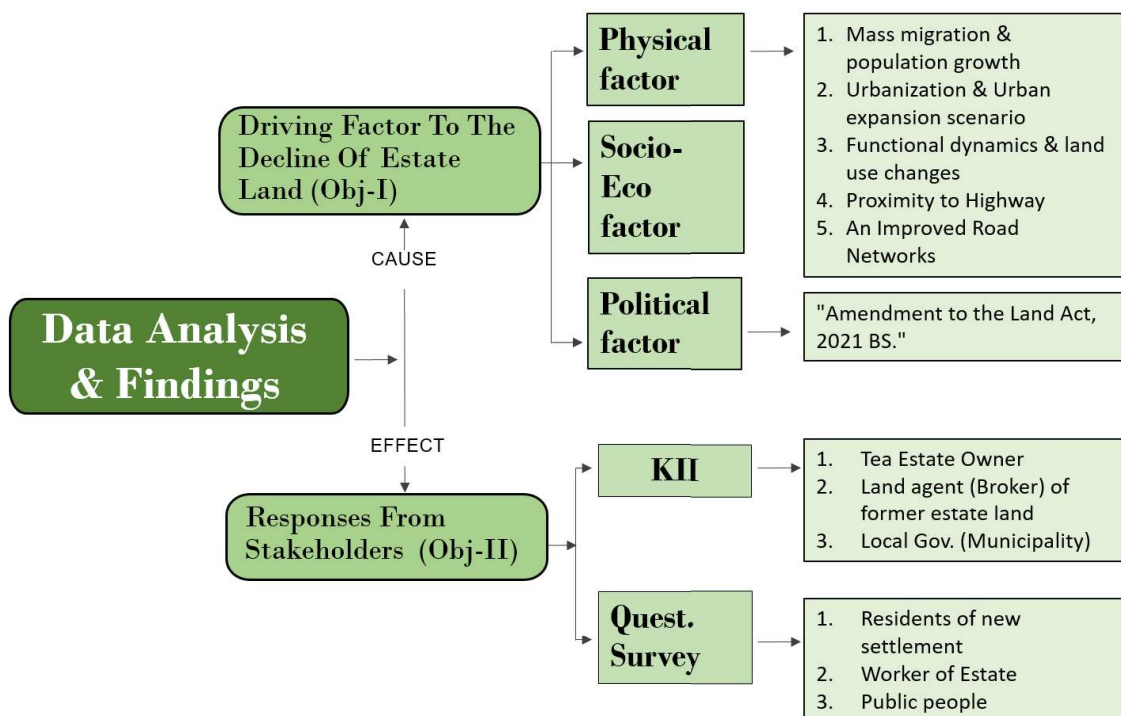 Data Analysis
& Findings
CAUSE
EFFECT
Driving Factor To The
Decline Of Estate
Land (Obj-I)
Physical
factor
1. Mass migration &
population growth
2. Urbanization & Urban
expansion scenario
3. Functional dynamics & land
use changes
4. Proximity to Highway
5. An Improved Road
Networks
Socio-
Eco
factor
Political
factor
"Amendment to the Land Act,
2021 BS."
Responses From
Stakeholders (Obj-II)
KII
1. Tea Estate Owner
2. Land agent (Broker) of
former estate land
3. Local Gov. (Municipality)
Quest.
Survey
1. Residents of new
settlement
2. Worker of Estate
3. Public people